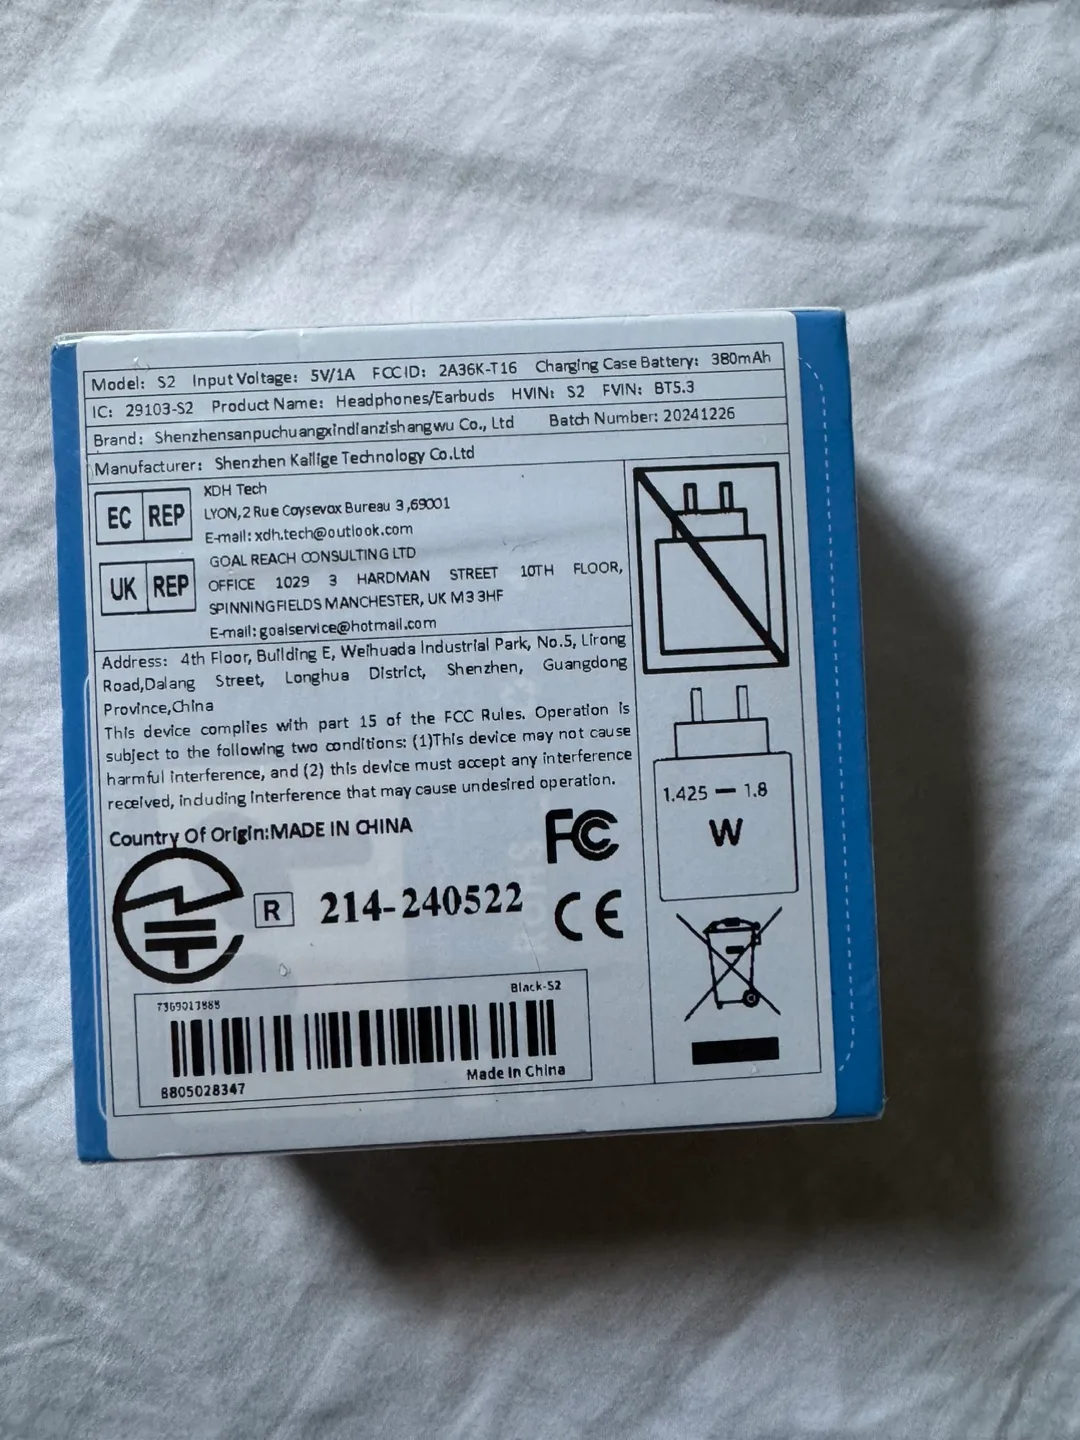 Model: S2 Input Voltage: 5V/1A FCCID: 2A36K-T16 Charging Case Battery: 380mAh
IC: 29103-S2 Product Name: Headphones/Earbuds HVIN: S2 FVIN: BT5.3
Brand: Shenzhensanpuchuangxindianzishangwu Co., Ltd Batch Number: 20241226
Manufacturer: Shenzhen Kailige Technology Co.Ltd
EC REP
XDH Tech
LYON,2 Rue Coysevox Bureau 3,69001
E-mail: xdh.tech@outlook.com
UK REP
GOAL REACH CONSULTING LTD
OFFICE 1029 3 HARDMAN STREET 10TH FLOOR,
SPINNINGFIELDS MANCHESTER, UK M3 3HF
E-mail: goalservice@hotmail.com
Address: 4th Floor, Building E, Weihuada Industrial Park, No.5, Lirong
Road,Dalang Street, Longhua District, Shenzhen, Guangdong
Province,China
This device complies with part 15 of the FCC Rules. Operation is
subject to the following two conditions: (1)This device may not cause
harmful interference, and (2) this device must accept any interference
received, including interference that may cause undesired operation.
Country Of Origin:MADE IN CHINA
FC
R 214-240522
CE
1.425 — 1.8
W
Black-S2
Made In China
8805028347